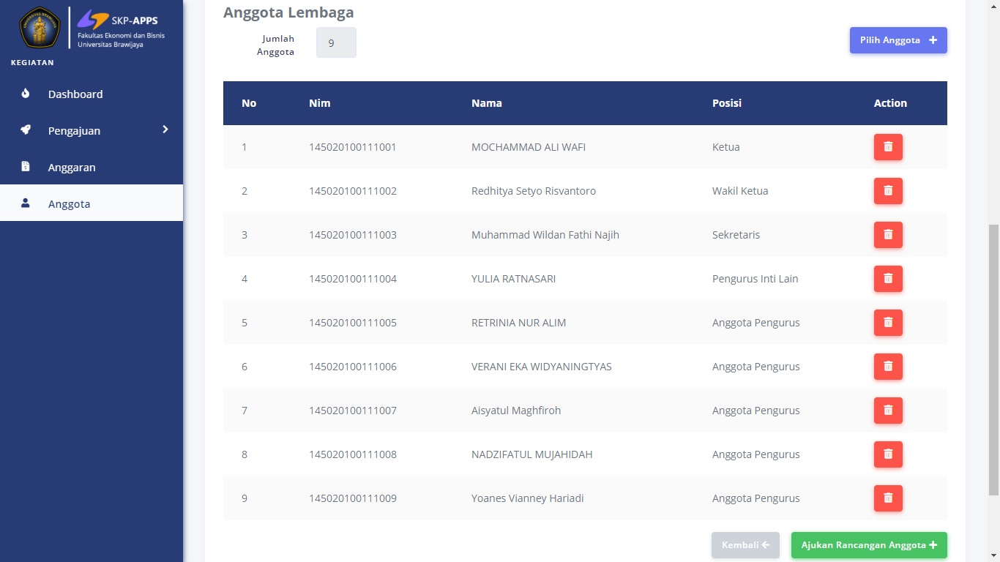 SKP-APPS
Fakultas Ekonomi dan Bisnis
Universitas Brawijaya
KEGIATAN
Dashboard
Pengajuan
Anggaran
Anggota
Anggota Lembaga
Jumlah
Anggota
9
Pilih Anggota
No Nim Nama Posisi Action
1 145020100111001 MOCHAMMAD ALI WAFI Ketua
2 145020100111002 Redhitya Setyo Risvantoro Wakil Ketua
3 145020100111003 Muhammad Wildan Fathi Najih Sekretaris
4 145020100111004 YULIA RATNASARI Pengurus Inti Lain
5 145020100111005 RETRINIA NUR ALIM Anggota Pengurus
6 145020100111006 VERANI EKA WIDYANINGTYAS Anggota Pengurus
7 145020100111007 Aisyatul Maghfiroh Anggota Pengurus
8 145020100111008 NADZIFATUL MUJAHIDAH Anggota Pengurus
9 145020100111009 Yoanes Vianney Hariadi Anggota Pengurus
Kembali
Ajukan Rancangan Anggota